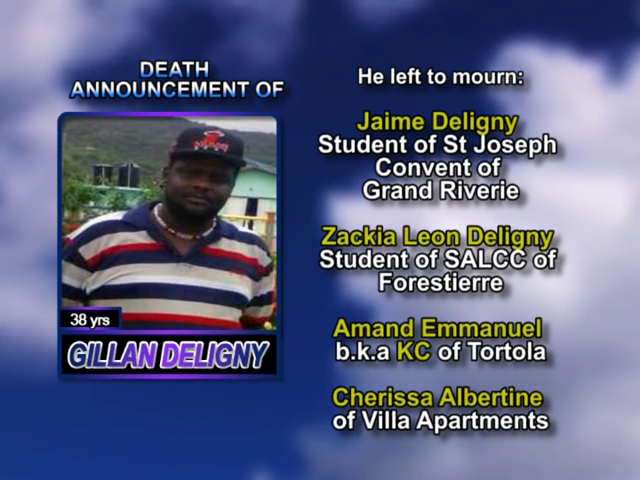 DEATH
ANNOUNCEMENT OF
38 yrs
GILLAN DELIGNY
He left to mourn:
Jaime Deligny
Student of St Joseph
Convent of
Grand Riverie
Zackia Leon Deligny
Student of SALCC of
Forestierre
Amand Emmanuel
b.k.a KC of Tortola
Cherissa Albertine
of Villa Apartments